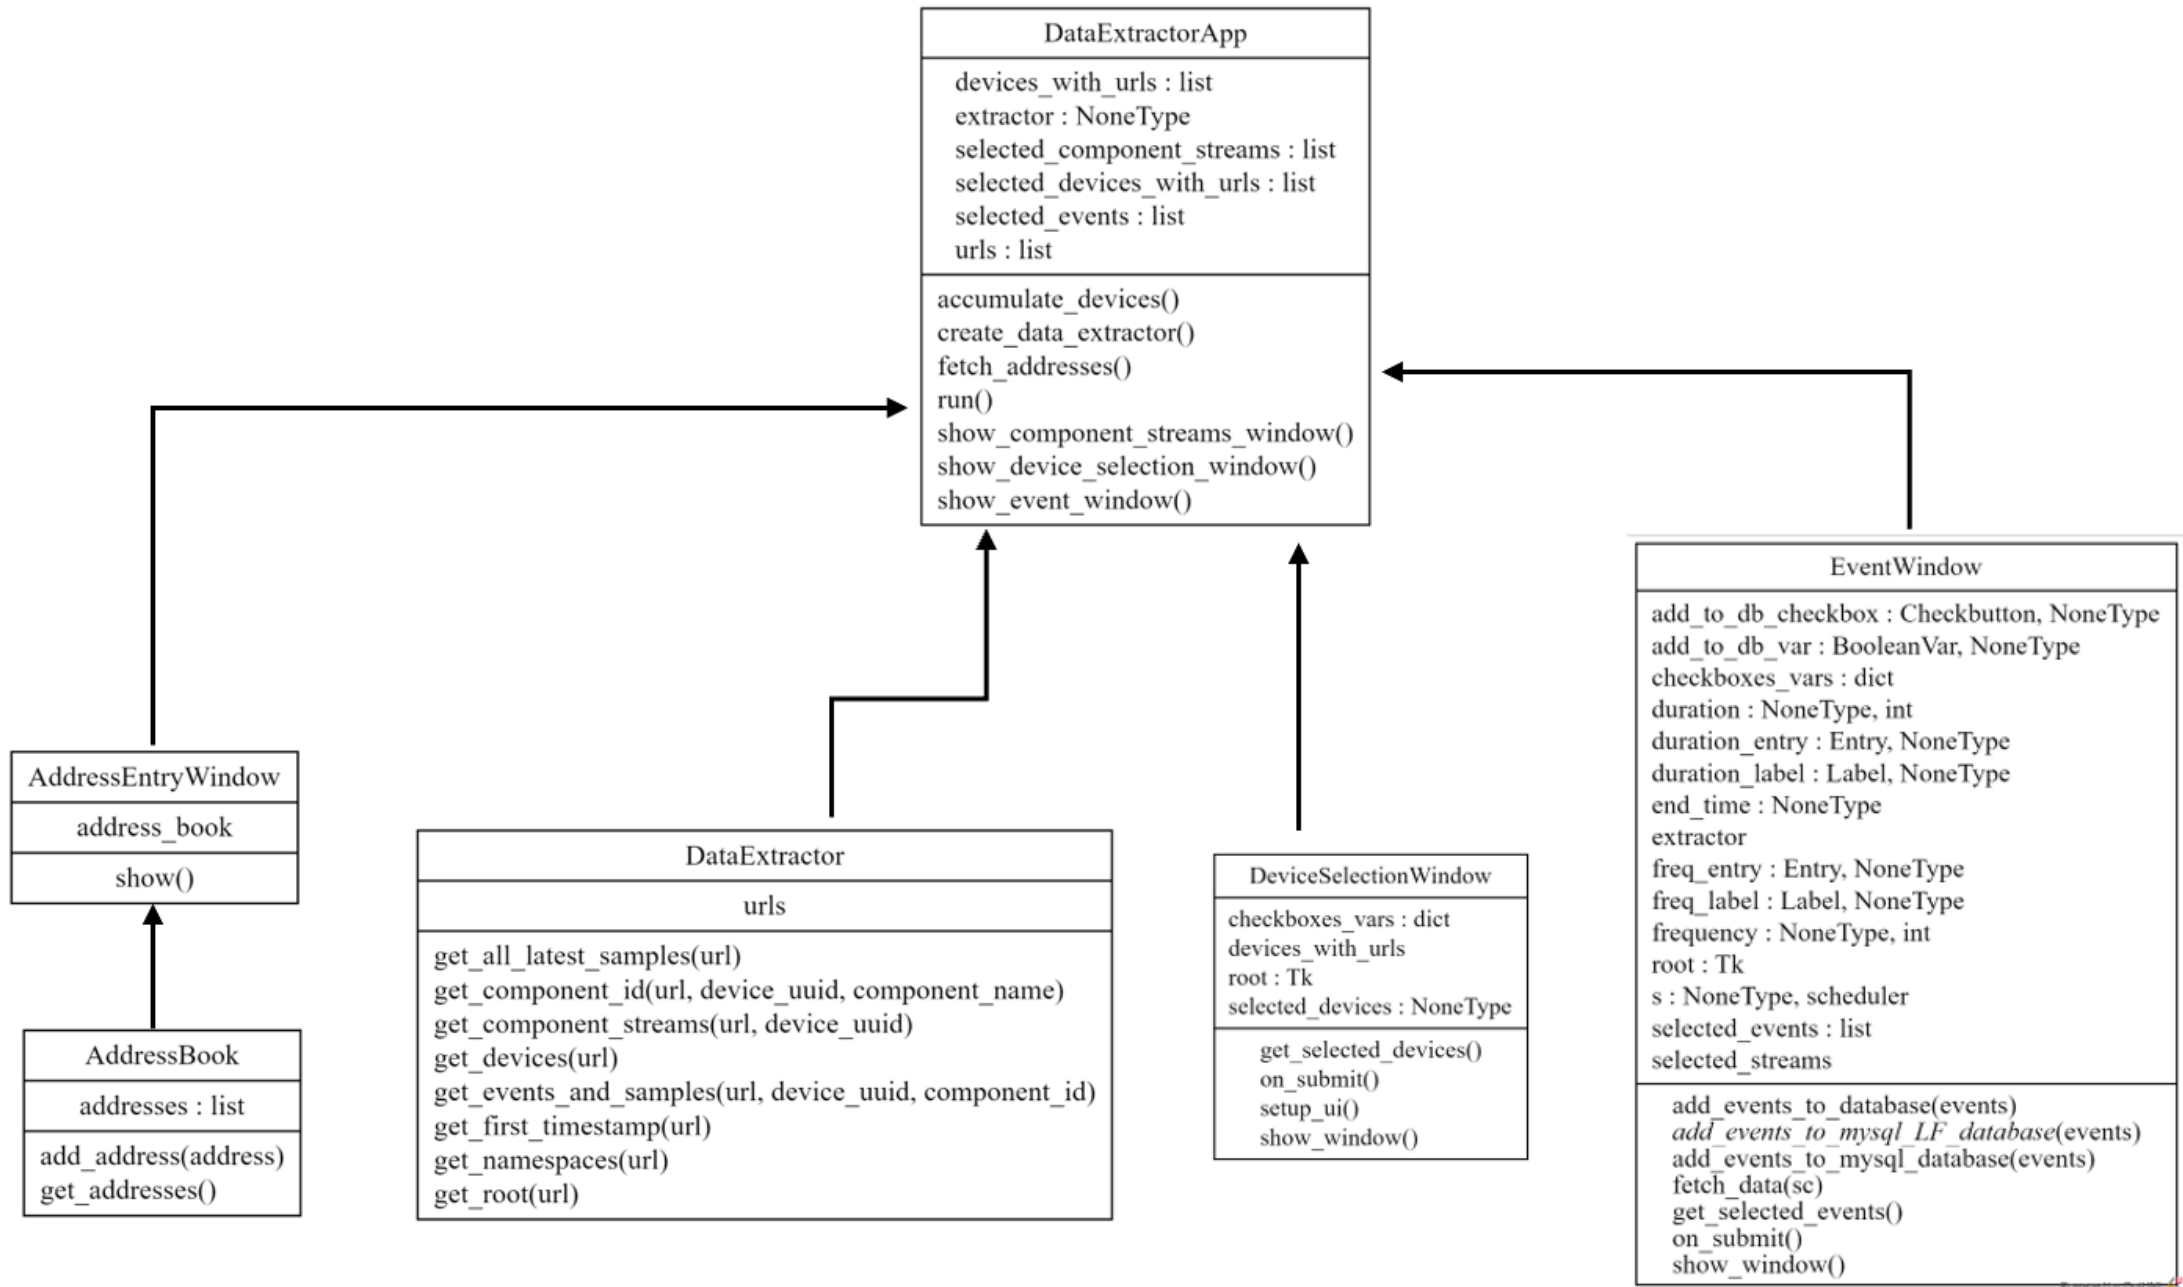 DataExtractorApp
devices_with_urls : list
extractor : NoneType
selected_component_streams : list
selected_devices_with_urls : list
selected_events : list
urls : list
accumulate_devices()
create_data_extractor()
fetch_addresses()
run()
show_component_streams_window()
show_device_selection_window()
show_event_window()
AddressEntryWindow
address_book
show()
AddressBook
addresses : list
add_address(address)
get_addresses()
DataExtractor
urls
get_all_latest_samples(url)
get_component_id(url, device_uuid, component_name)
get_component_streams(url, device_uuid)
get_devices(url)
get_events_and_samples(url, device_uuid, component_id)
get_first_timestamp(url)
get_namespaces(url)
get_root(url)
DeviceSelectionWindow
checkboxes_vars : dict
devices_with_urls
root : Tk
selected_devices : NoneType
get_selected_devices()
on_submit()
setup_ui()
show_window()
EventWindow
add_to_db_checkbox : Checkbutton, NoneType
add_to_db_var : BooleanVar, NoneType
checkboxes_vars : dict
duration : NoneType, int
duration_entry : Entry, NoneType
duration_label : Label, NoneType
end_time : NoneType
extractor
freq_entry : Entry, NoneType
freq_label : Label, NoneType
frequency : NoneType, int
root : Tk
s : NoneType, scheduler
selected_events : list
selected_streams
add_events_to_database(events)
add_events_to_mysql_LF_database(events)
add_events_to_mysql_database(events)
fetch_data(sc)
get_selected_events()
on_submit()
show_window()